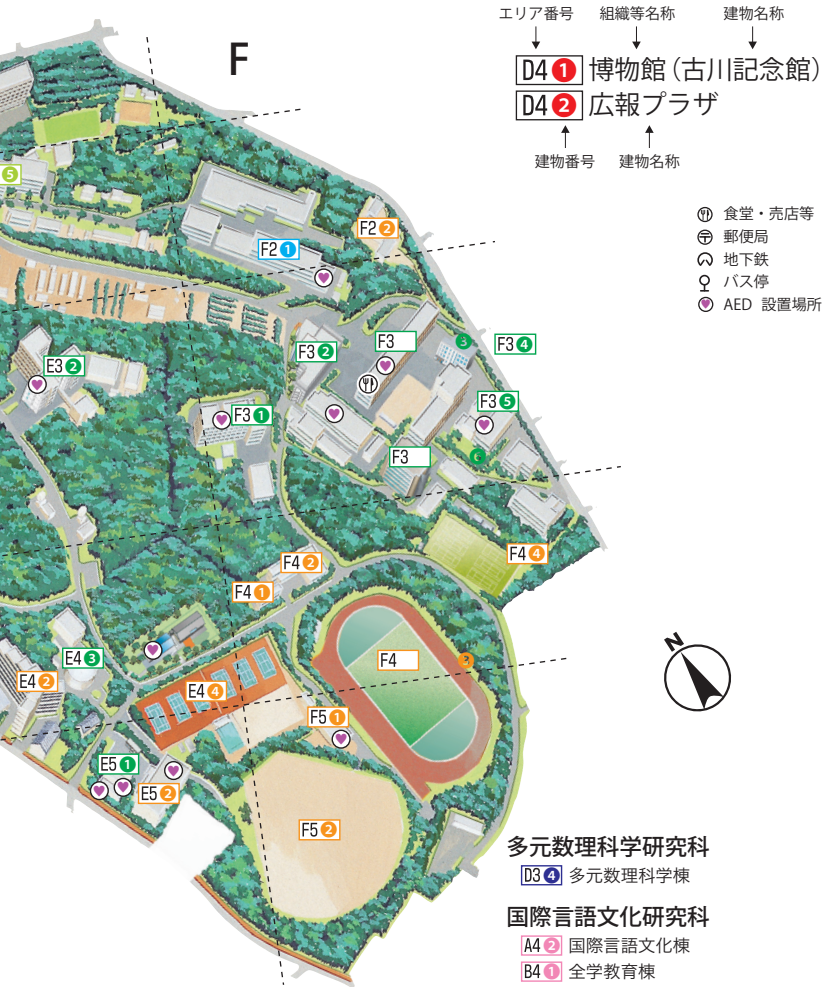 エリア番号 組織等名称 建物名称
F
D4 1 博物館(古川記念館)
D4 2 広報プラザ
建物番号 建物名称
5
食堂・売店等
F2 2
郵便局
F2 1
地下鉄
バス停
AED 設置場所
F3 3
F3 4
F3 2
E3 2
F3 5
F3 1
F3 6
F4 4
F4 2
F4 1
N
E4 3
F4 3
E4 2
E4 4
F5 1
E5 1
E5 2
F5 2
多元数理科学研究科
D3 4 多元数理科学棟
国際言語文化研究科
A4 2 国際言語文化棟
B4 1 全学教育棟